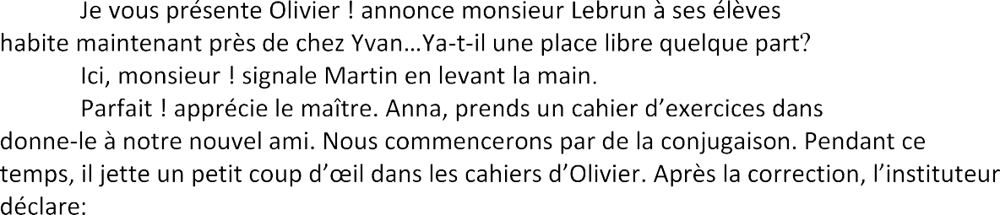 Je vous présente Olivier ! annonce monsieur Lebrun à ses élèves
habite maintenant près de chez Yvan…Ya-t-il une place libre quelque part?
Ici, monsieur ! signale Martin en levant la main.
Parfait ! apprécie le maître. Anna, prends un cahier d’exercices dans
donne-le à notre nouvel ami. Nous commencerons par de la conjugaison. Pendant ce
temps, il jette un petit coup d’œil dans les cahiers d’Olivier. Après la correction, l’instituteur
déclare: